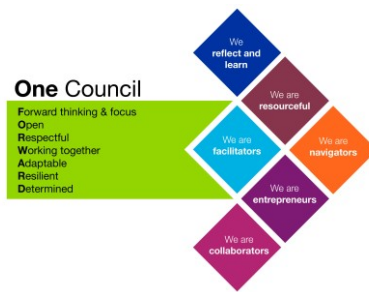 One Council
Forward thinking & focus
Open
Respectful
Working together
Adaptable
Resilient
Determined
We
reflect and
learn
We are
resourceful
We are
facilitators
We are
navigators
We are
entrepreneurs
We are
collaborators